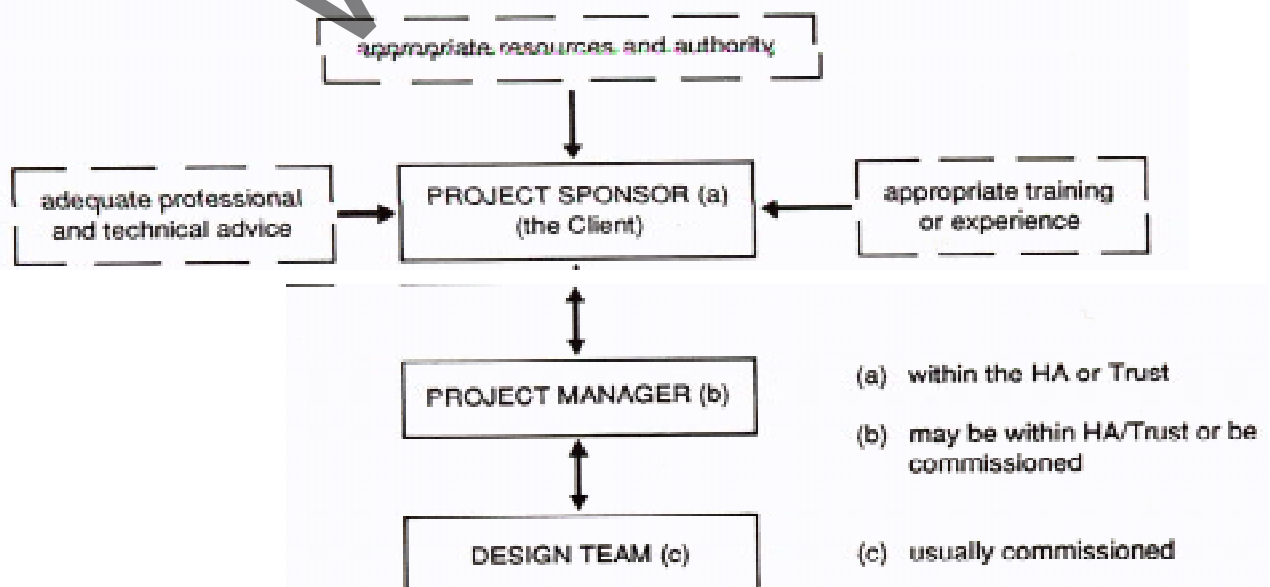 appropriate resources and authority
adequate professional
and technical advice
PROJECT SPONSOR (a)
(the Client)
appropriate training
or experience
PROJECT MANAGER (b)
(a) within the HA or Trust
(b) may be within HA/Trust or be
commissioned
DESIGN TEAM (c)
(c) usually commissioned